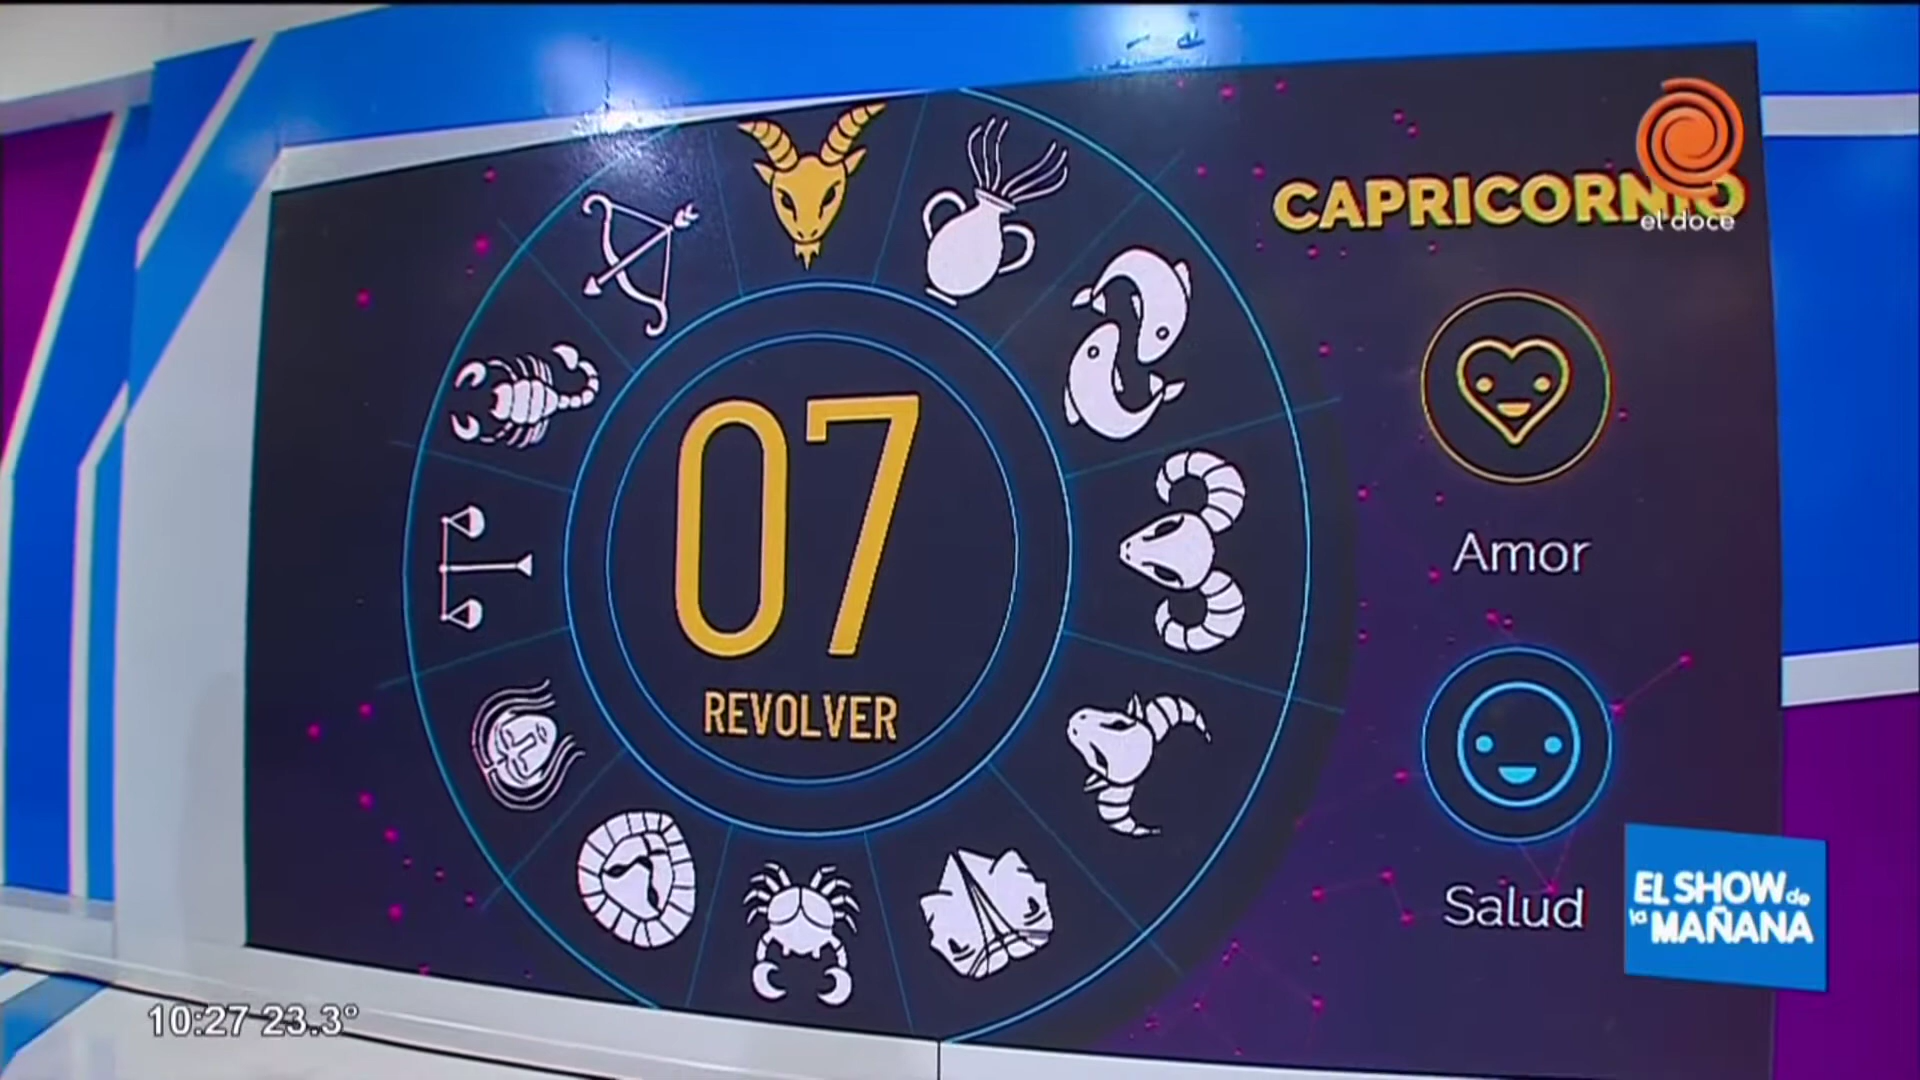 CAPRICORNIO
el doce
07
REVOLVER
Amor
Salud
EL SHOW de
la MAÑANA
10:27 23.3°